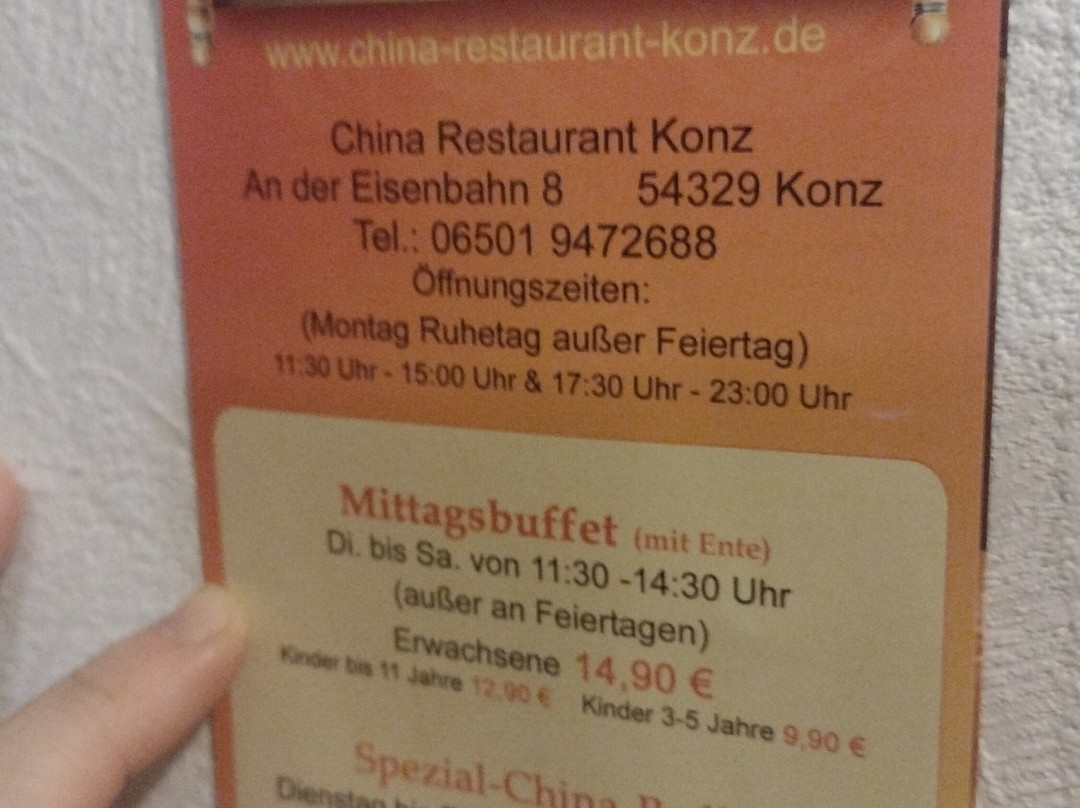 www.china-restaurant-konz.de
China Restaurant Konz
An der Eisenbahn 8 54329 Konz
Tel.: 06501 9472688
Öffnungszeiten:
(Montag Ruhetag außer Feiertag)
11:30 Uhr - 15:00 Uhr & 17:30 Uhr - 23:00 Uhr
Mittagsbuffet (mit Ente)
Di. bis Sa. von 11:30 -14:30 Uhr
(außer an Feiertagen)
Erwachsene 14,90 €
Kinder bis 11 Jahre 12.90 € Kinder 3-5 Jahre 9,90 €
Spezial-China
Dienstag